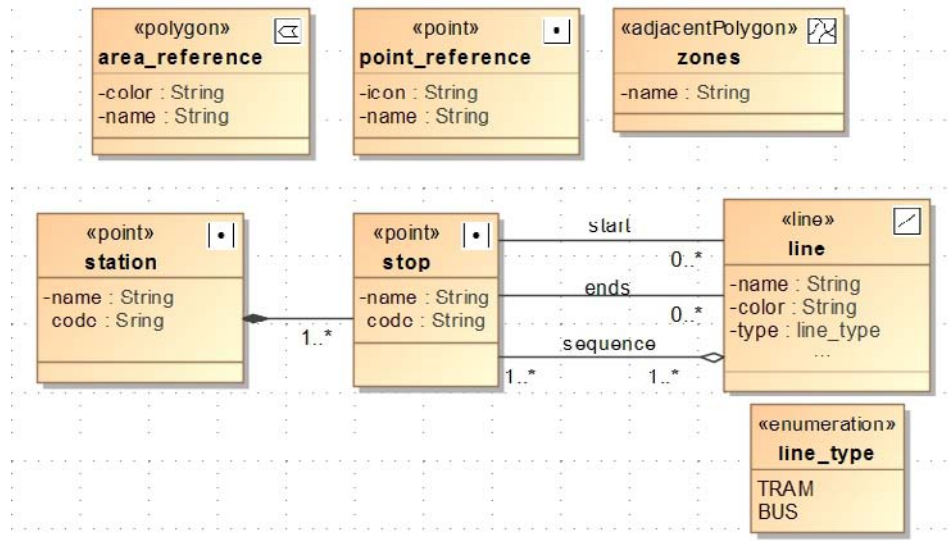 «polygon»
area_reference
-color : String
-name : String
«point»
point_reference
-icon : String
-name : String
«adjacentPolygon»
zones
-name : String
«point»
station
-name : String
code : Sring
1..*
«point»
stop
-name : String
code : String
start
0..*
ends
0..*
sequence
1..*
1..*
«line»
line
-name : String
-color : String
-type : line_type
...
«enumeration»
line_type
TRAM
BUS